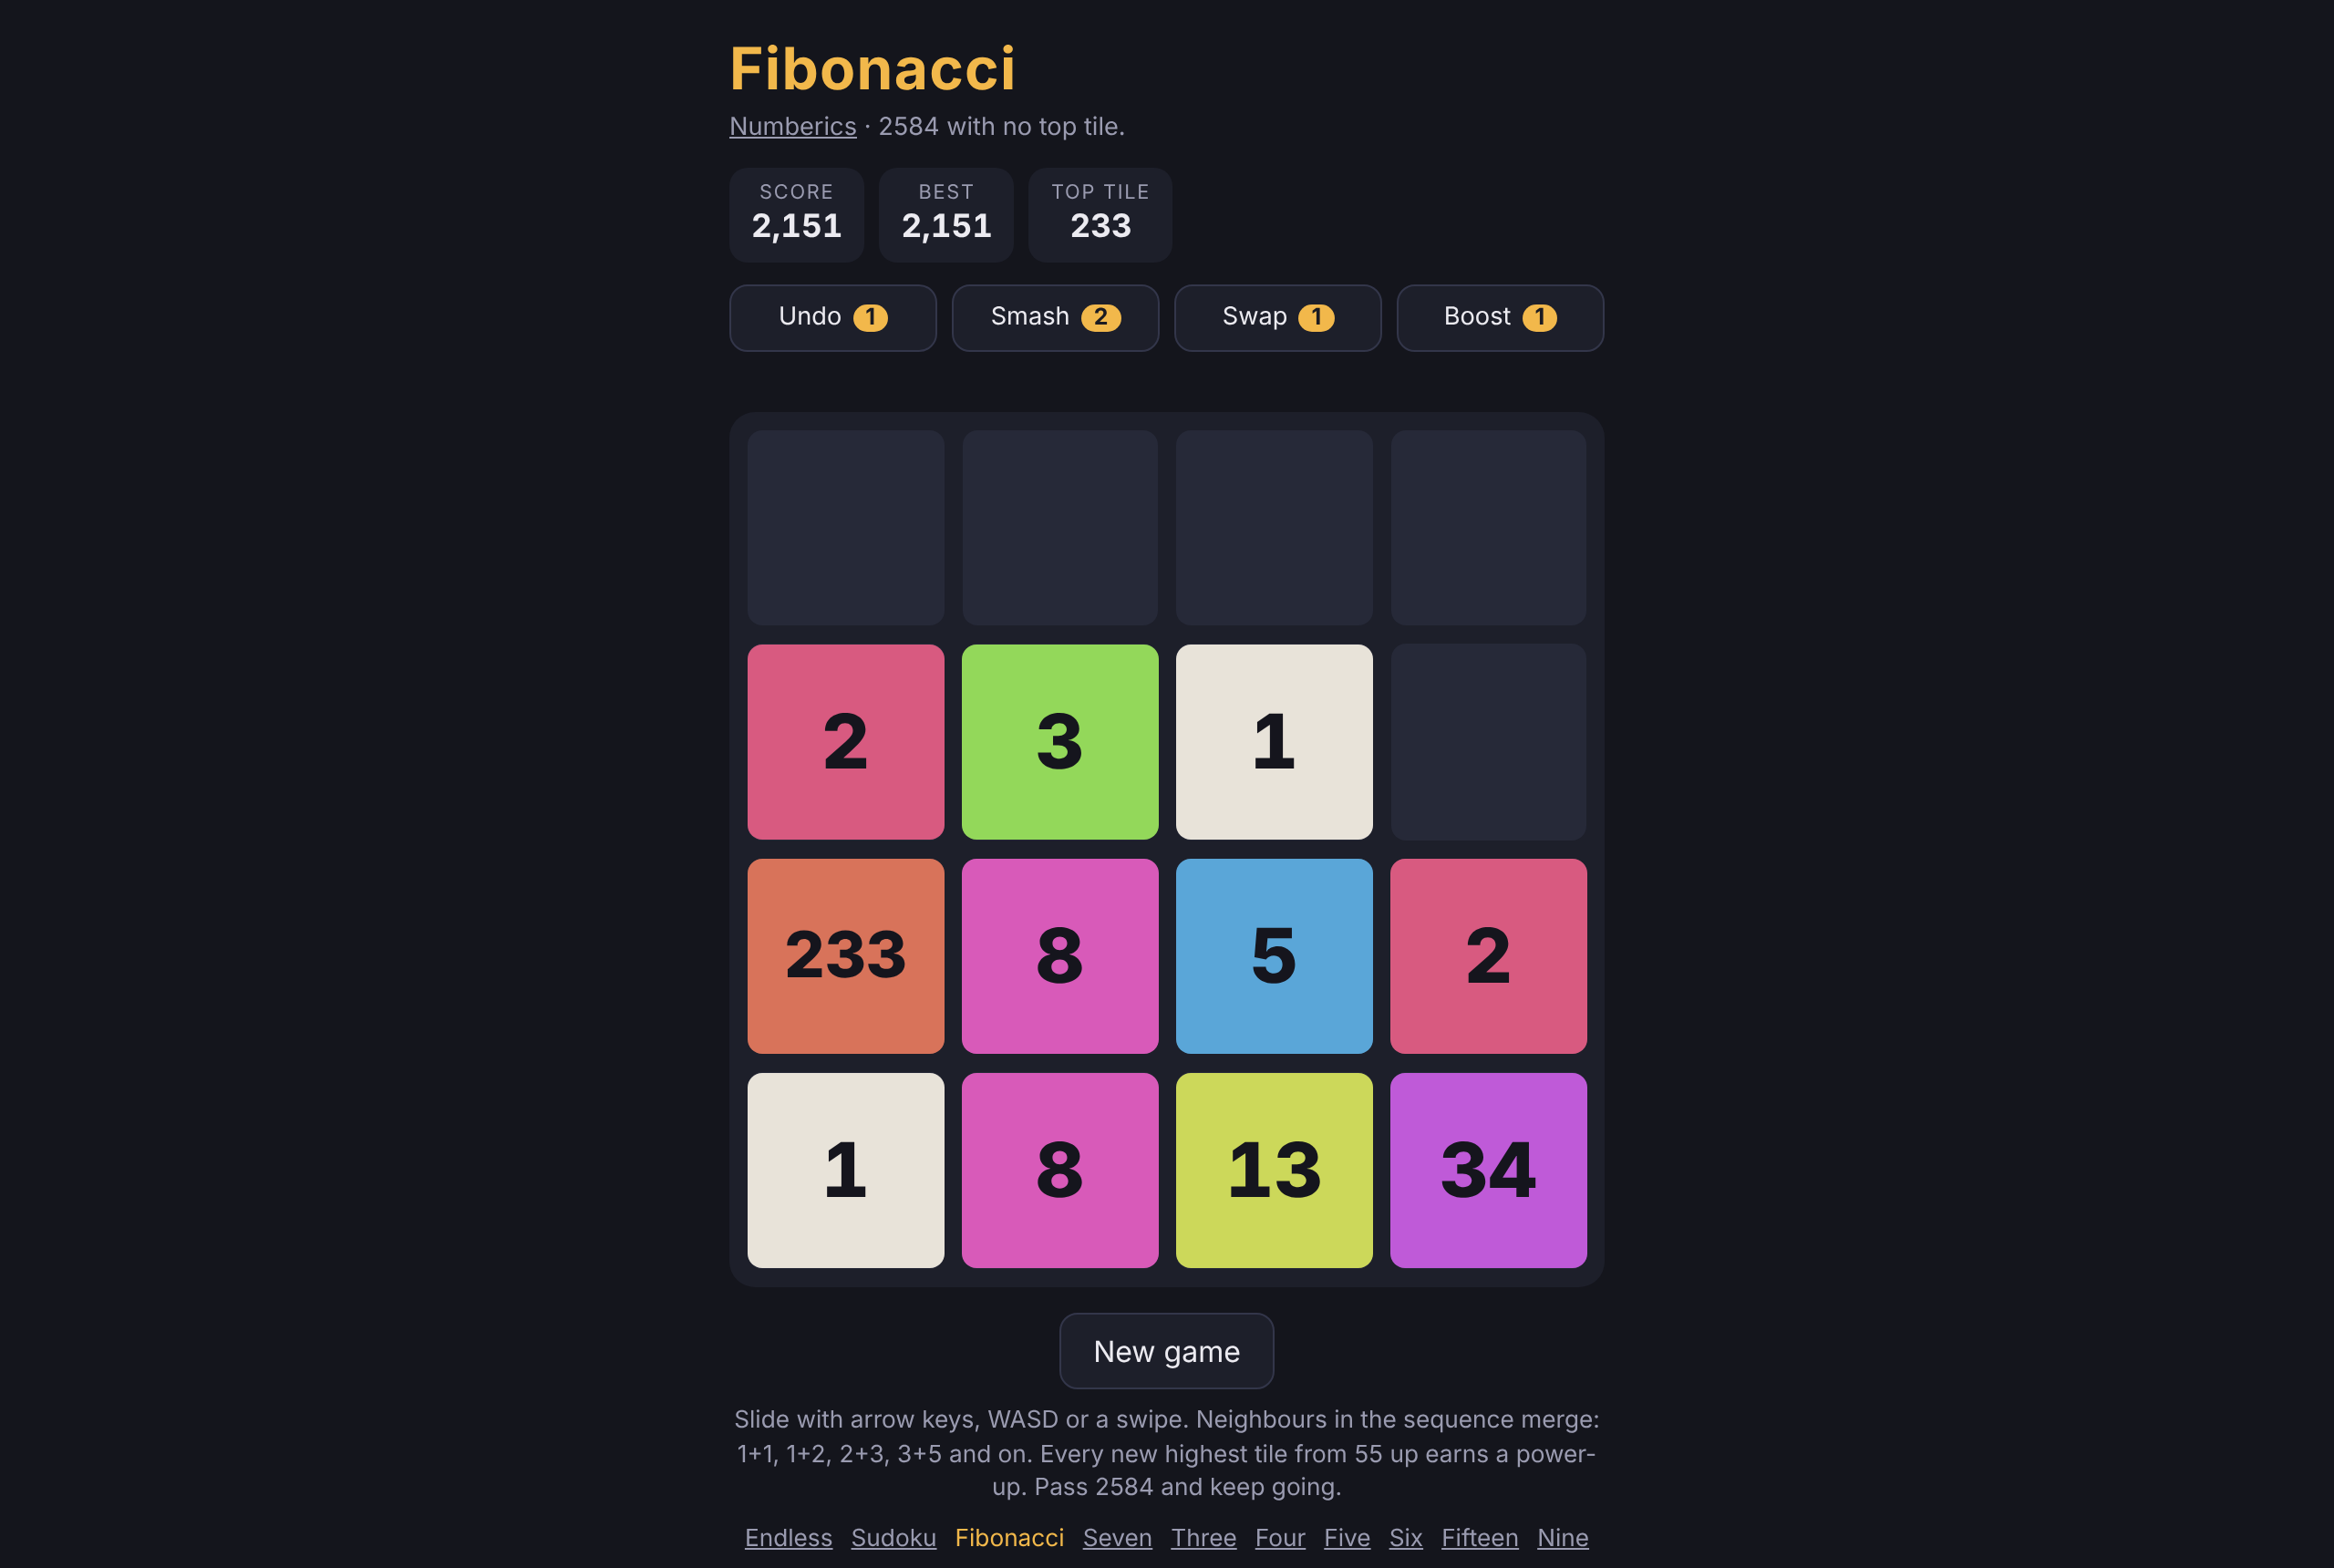 Fibonacci
Numberics · 2584 with no top tile.
SCORE BEST TOP TILE
2,151 2,151 233
Undo 1 Smash 2 Swap 1 Boost 1
2 3 1
233 8 5 2
1 8 13 34
New game
Slide with arrow keys, WASD or a swipe. Neighbours in the sequence merge:
1+1, 1+2, 2+3, 3+5 and on. Every new highest tile from 55 up earns a power-
up. Pass 2584 and keep going.
Endless Sudoku Fibonacci Seven Three Four Five Six Fifteen Nine